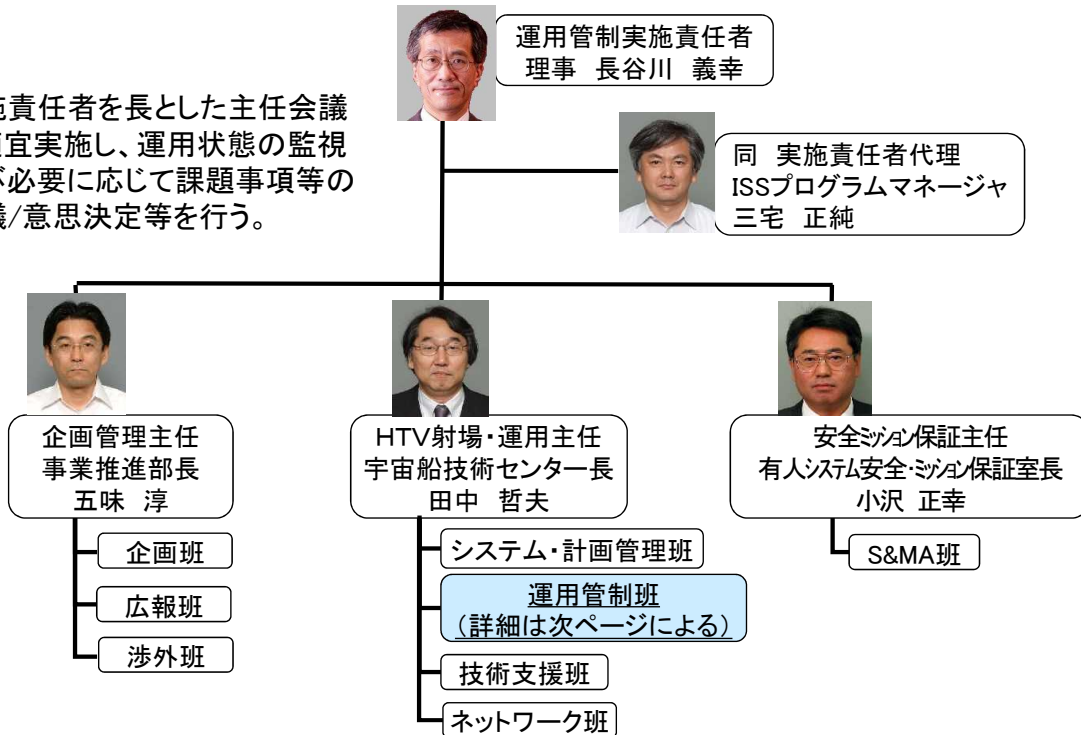 運用管制実施責任者
理事 長谷川 義幸
施責任者を長とした主任会議
宜実施し、運用状態の監視
必要に応じて課題事項等の
/意思決定等を行う。
同 実施責任者代理
ISSプログラムマネージャ
三宅 正純
企画管理主任
事業推進部長
五味 淳
企画班
広報班
渉外班
HTV射場・運用主任
宇宙船技術センター長
田中 哲夫
システム・計画管理班
運用管制班
(詳細は次ページによる)
技術支援班
ネットワーク班
安全ミッション保証主任
有人システム安全・ミッション保証室長
小沢 正幸
S&MA班